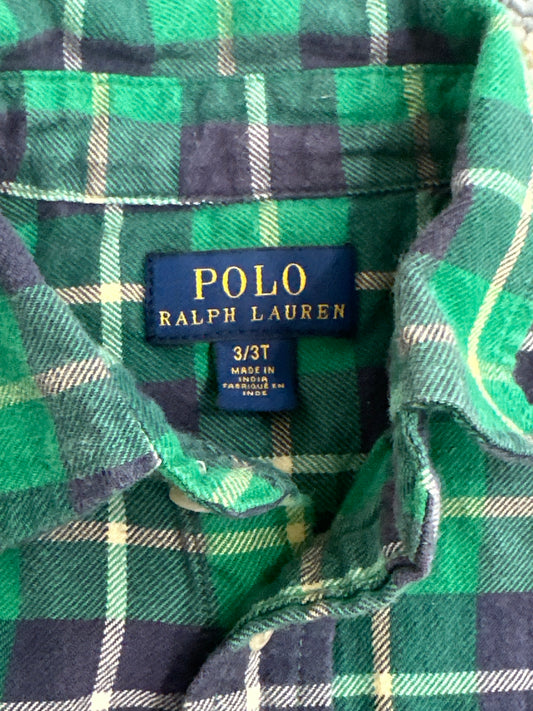 POLO
RALPH LAUREN
3/3T
MADE IN
INDIA
FABRIQUÉ EN
INDE